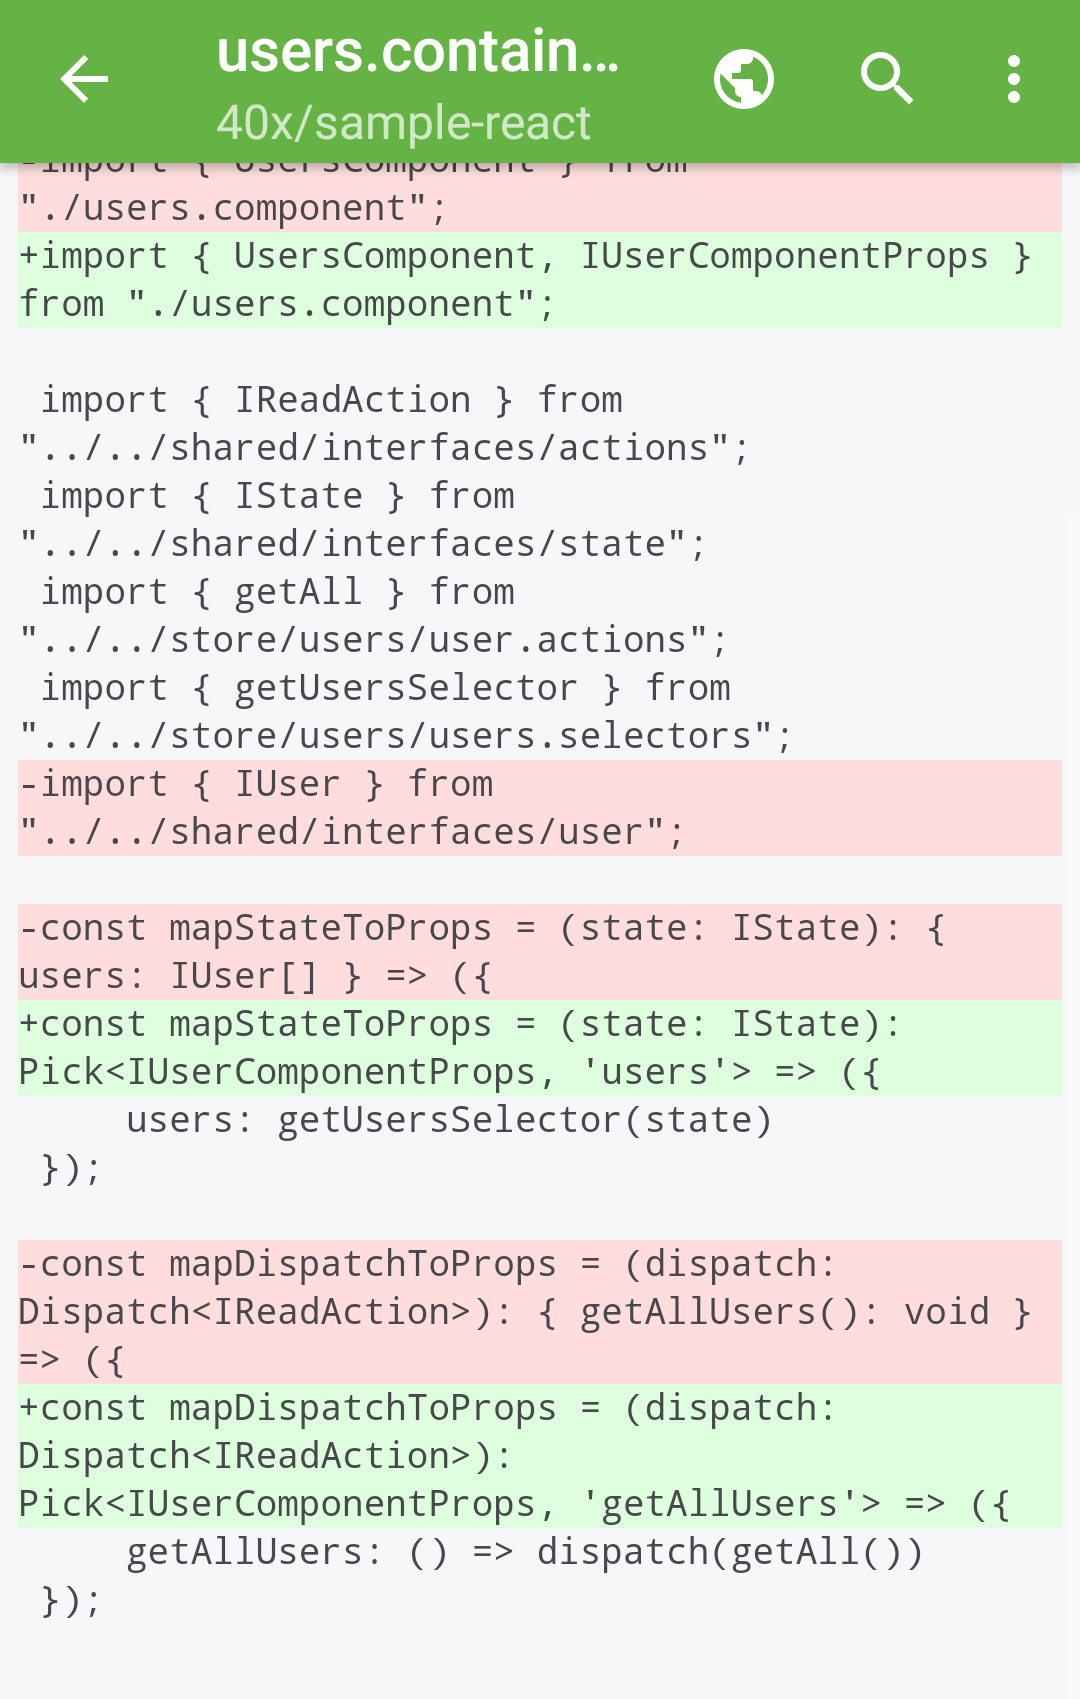 users.contain…
40x/sample-react
-import { UsersComponent } from
"./users.component";
+import { UsersComponent, IUserComponentProps }
from "./users.component";
import { IReadAction } from
"../../shared/interfaces/actions";
import { IState } from
"../../shared/interfaces/state";
import { getAll } from
"../../store/users/user.actions";
import { getUsersSelector } from
"../../store/users/users.selectors";
-import { IUser } from
"../../shared/interfaces/user";
-const mapStateToProps = (state: IState): {
users: IUser[] } => ({
+const mapStateToProps = (state: IState):
Pick<IUserComponentProps, 'users'> => ({
users: getUsersSelector(state)
});
-const mapDispatchToProps = (dispatch:
Dispatch<IReadAction>): { getAllUsers(): void }
=> ({
+const mapDispatchToProps = (dispatch:
Dispatch<IReadAction>):
Pick<IUserComponentProps, 'getAllUsers'> => ({
getAllUsers: () => dispatch(getAll())
});